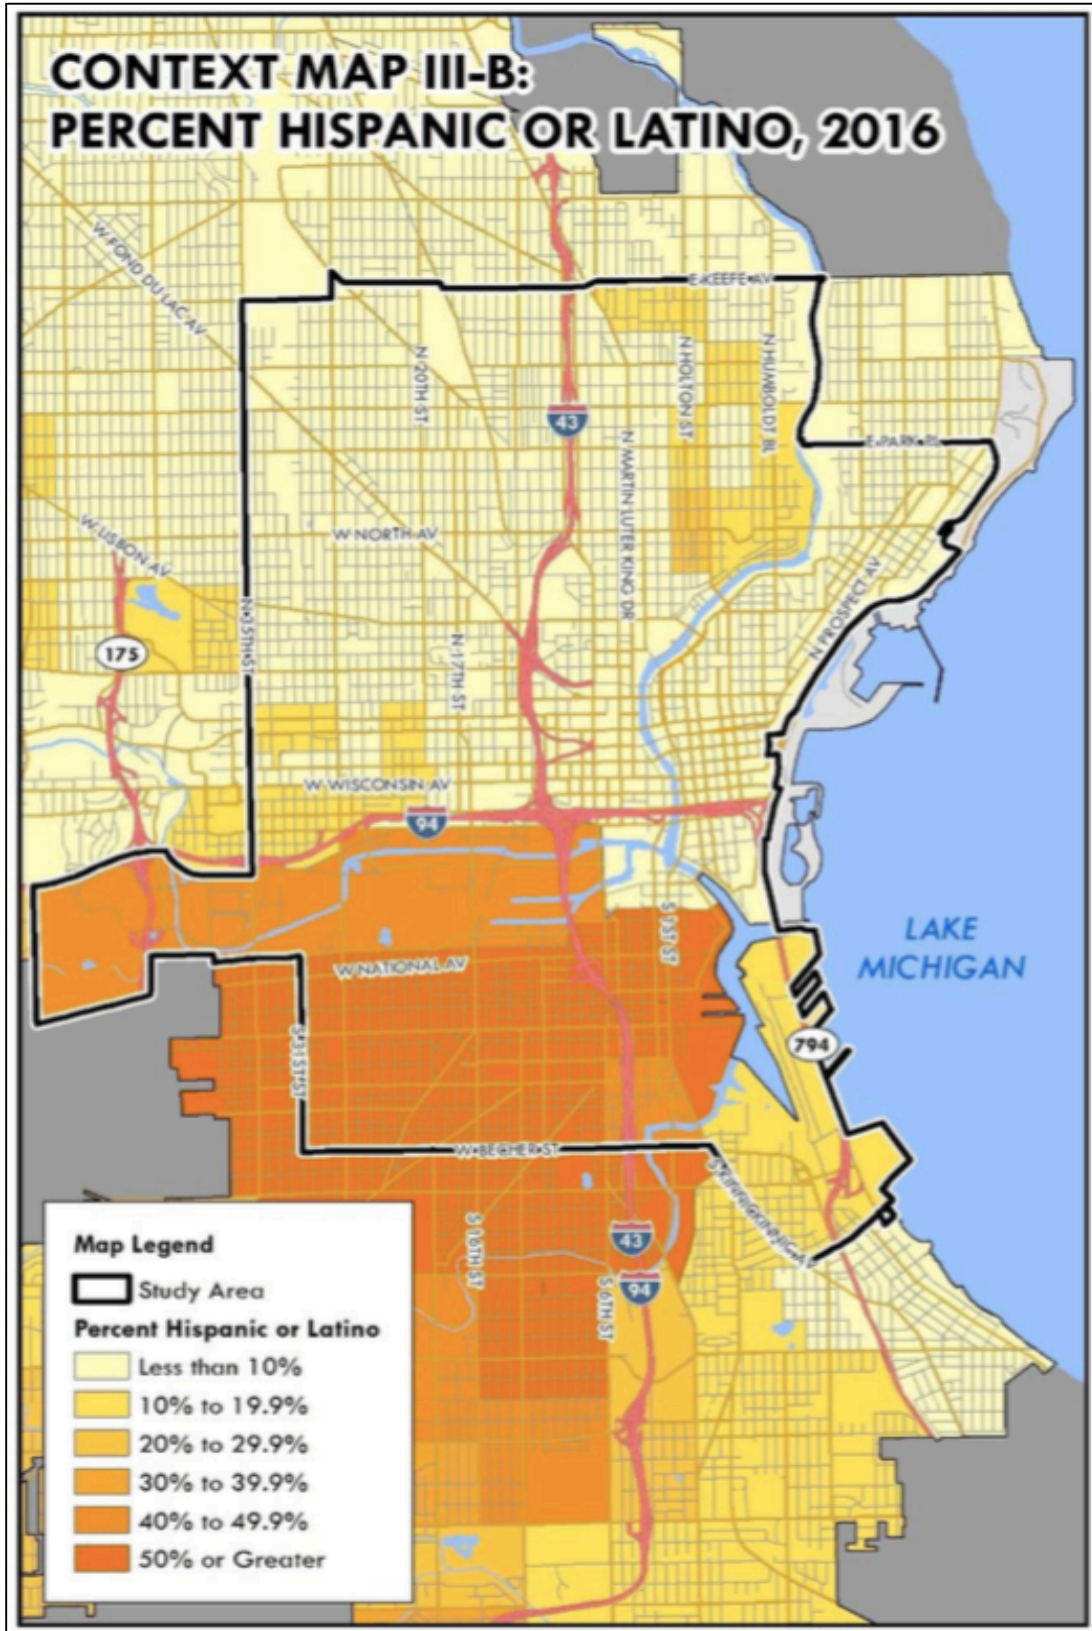 CONTEXT MAP III-B:
PERCENT HISPANIC OR LATINO, 2016
W FOND DU LAC AV
E KEEFE AV
N 20TH ST
N HOLTON ST
N HUMBOLDT BL
43
N MARTIN LUTER KING DR
E PARK PL
W NORTH AV
W LISBON AV
N 35TH ST
N PROSPECT AV
175
N 17TH ST
W WISCONSIN AV
94
S 1ST ST
LAKE
MICHIGAN
W NATIONAL AV
794
S 31ST ST
W BECHER ST
S KINNICKINNIC AV
S 16TH ST
43
94
S 6TH ST
Map Legend
Study Area
Percent Hispanic or Latino
Less than 10%
10% to 19.9%
20% to 29.9%
30% to 39.9%
40% to 49.9%
50% or Greater